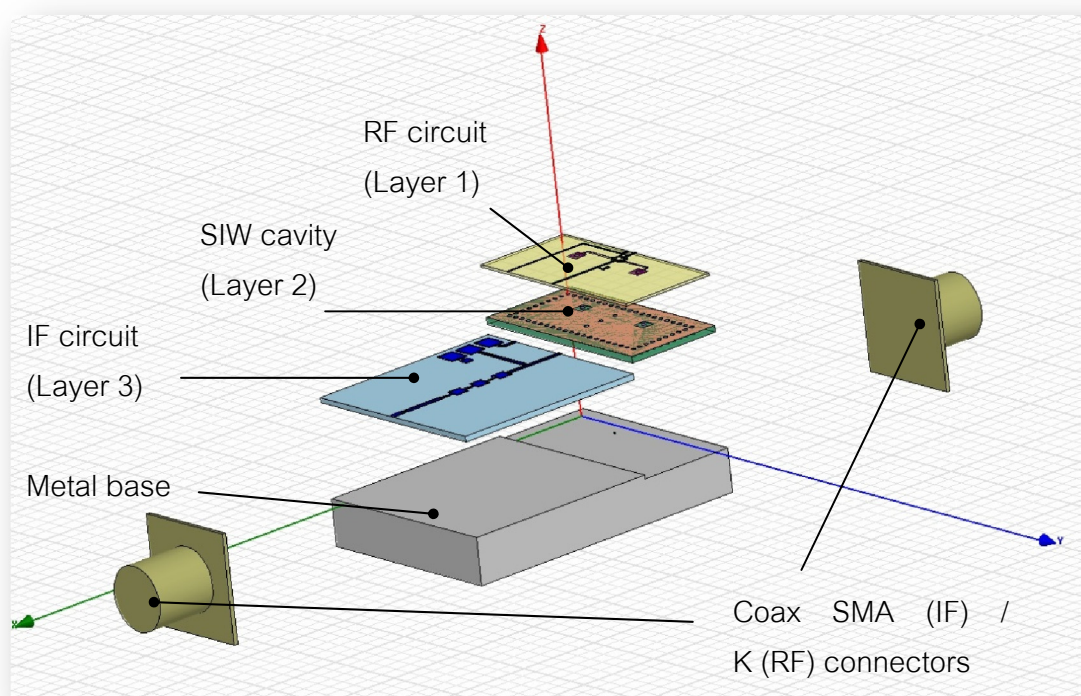 Z
RF circuit
(Layer 1)
SIW cavity
(Layer 2)
IF circuit
(Layer 3)
Metal base
Y
X
Coax SMA (IF) /
K (RF) connectors